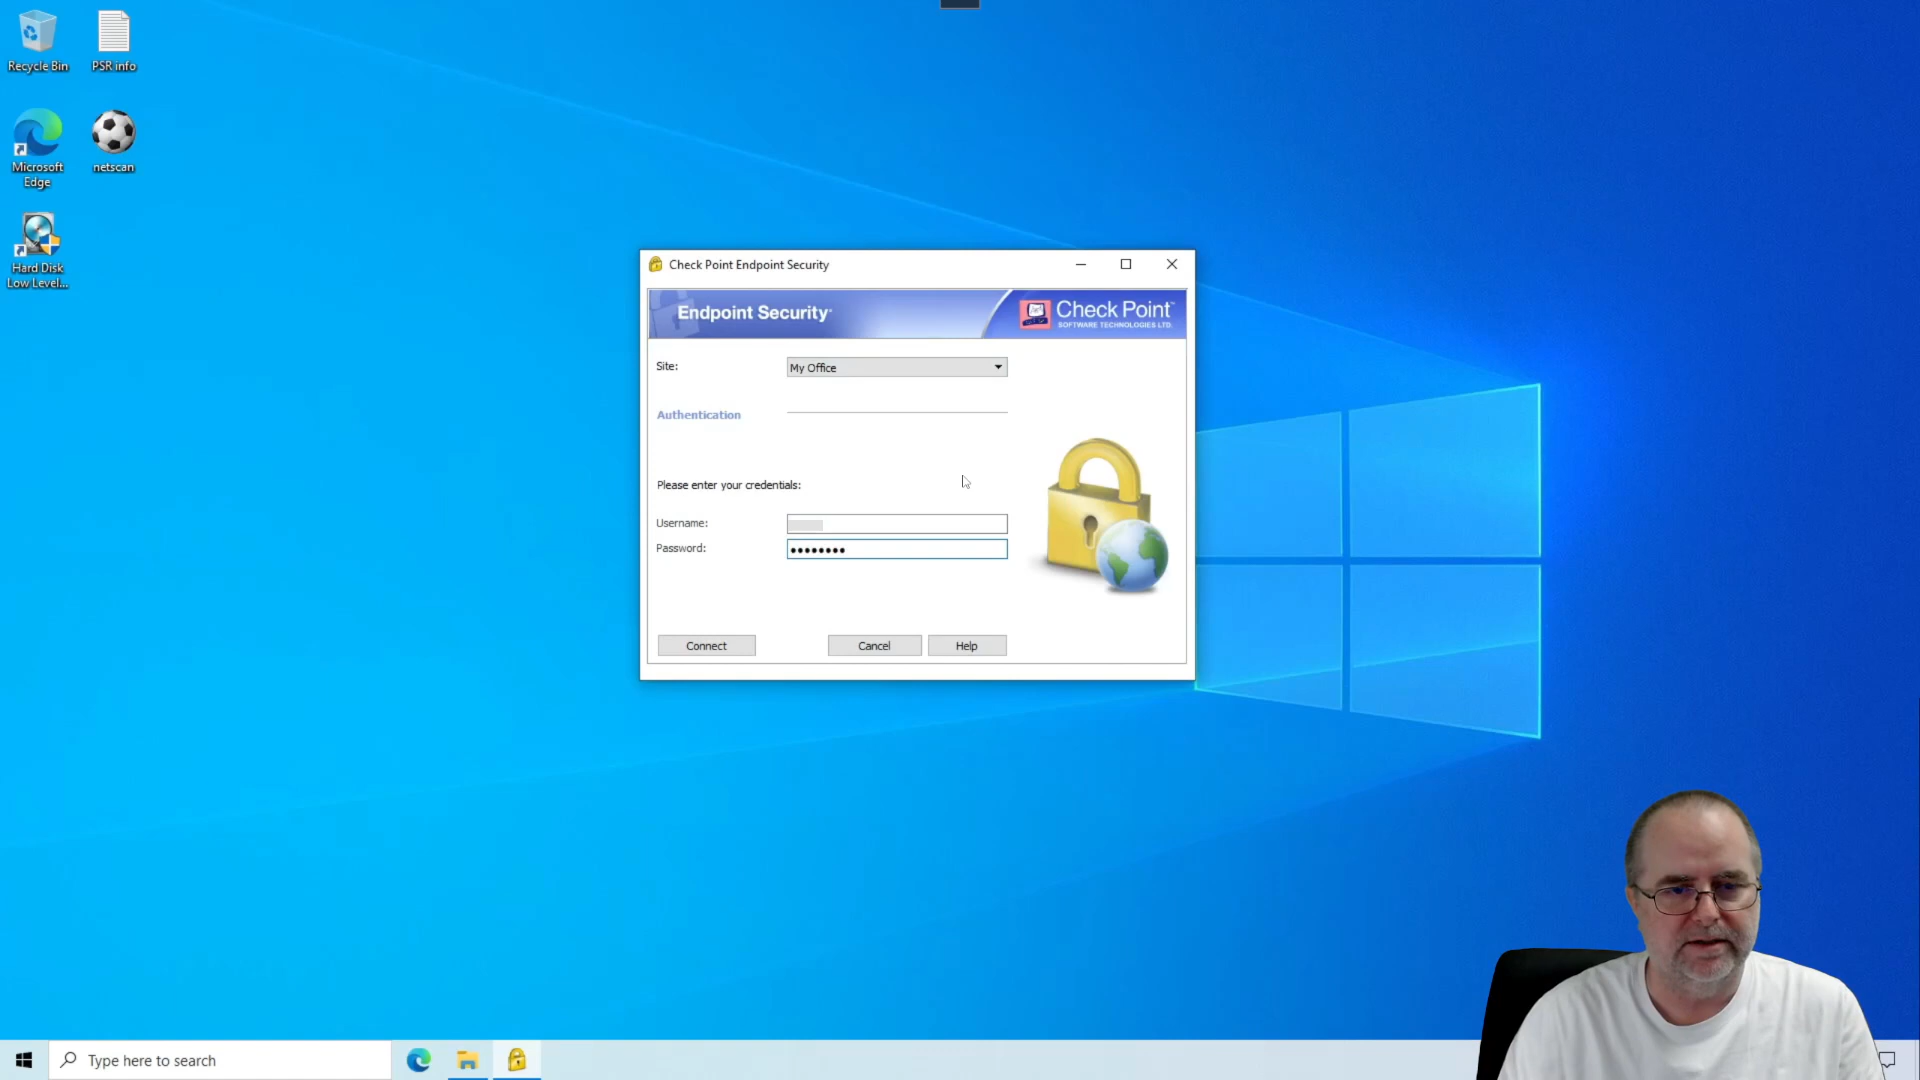 Recycle Bin
PSR info
Microsoft
Edge
netscan
Hard Disk
Low Level...
Check Point Endpoint Security
Endpoint Security
Check Point™
SOFTWARE TECHNOLOGIES LTD.
Site:
My Office
Authentication
Please enter your credentials:
Username:
Password:
••••••••
Connect
Cancel
Help
Type here to search